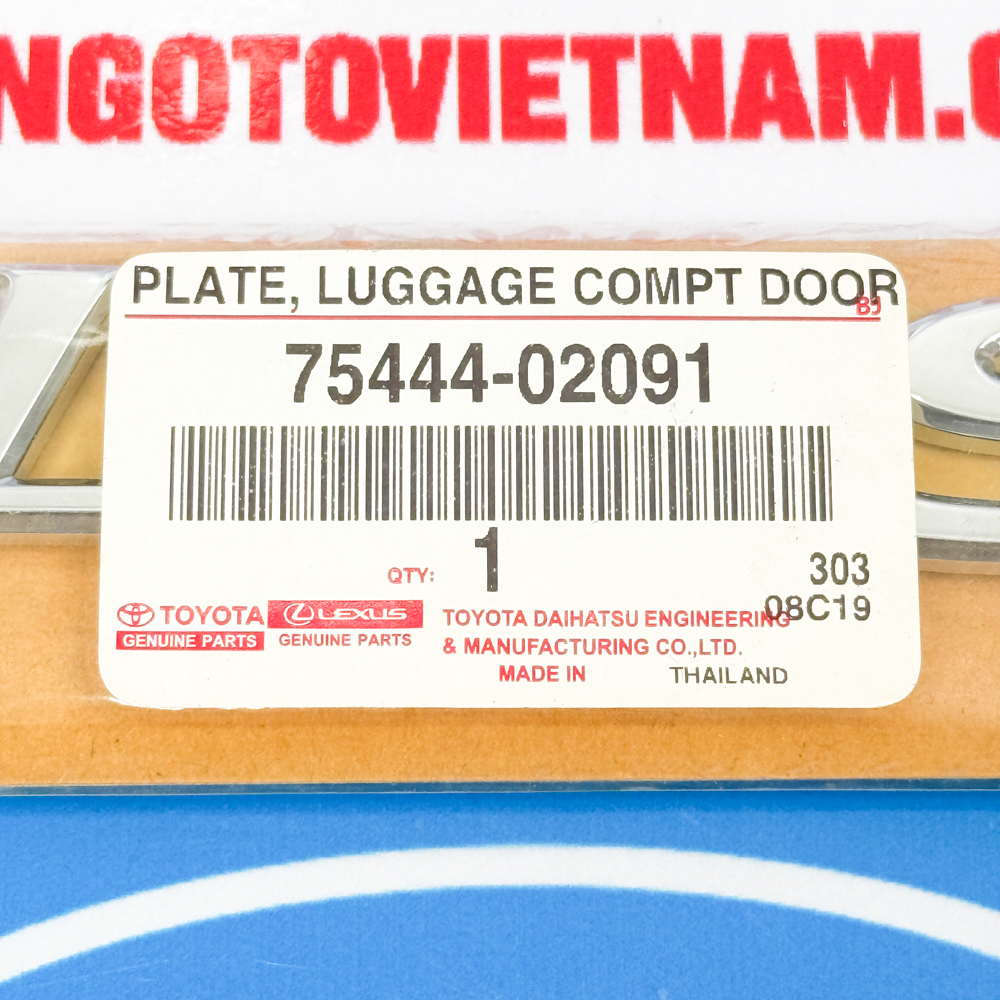 NGOTOVIETNAM.
PLATE, LUGGAGE COMPT DOOR
BJ
75444-02091
QTY: 1
303
08C19
TOYOTA
GENUINE PARTS
LEXUS
GENUINE PARTS
TOYOTA DAIHATSU ENGINEERING
& MANUFACTURING CO.,LTD.
MADE IN THAILAND